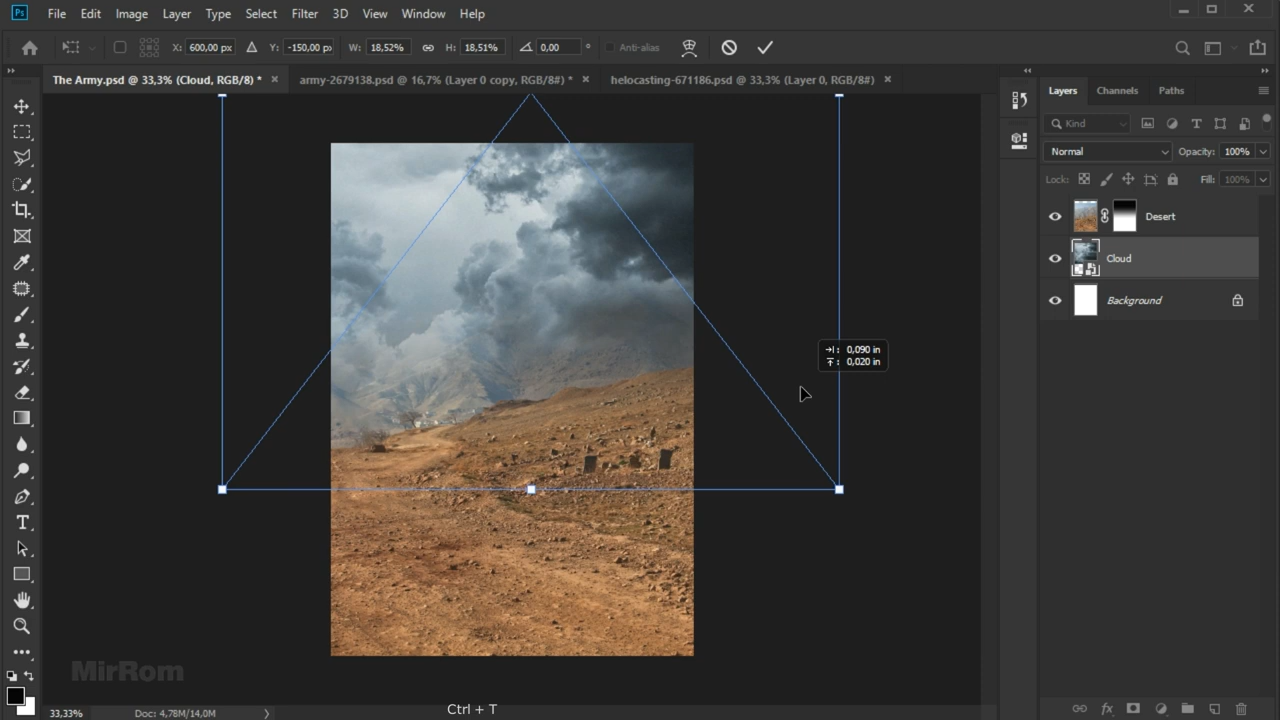 Ps File Edit Image Layer Type Select Filter 3D View Window Help
X: 600,00 px Y: -150,00 px W: 18,52% H: 18,51% 0,00 ° Anti-alias
The Army.psd @ 33,3% (Cloud, RGB/8) * × army-2679138.psd @ 16,7% (Layer 0 copy, RGB/8#) * × helocasting-671186.psd @ 33,3% (Layer 0, RGB/8#) ×
Layers Channels Paths
Kind
Normal Opacity: 100%
Lock: Fill: 100%
Desert
Cloud
Background
0,090 in
0,020 in
MirRom
Ctrl + T
33,33% Doc: 4,78M/14,0M